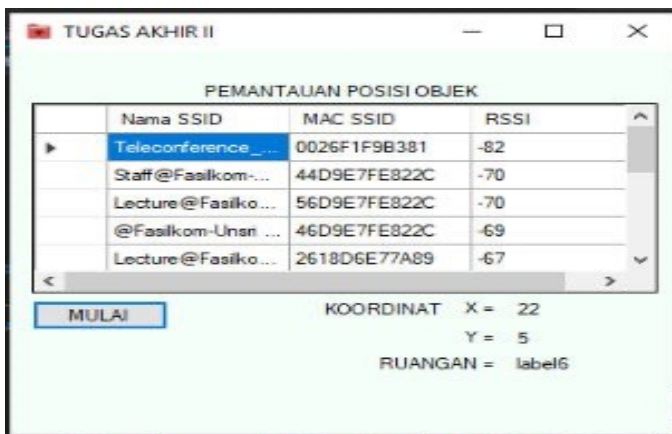 TUGAS AKHIR II
PEMANTAUAN POSISI OBJEK
Nama SSID MAC SSID RSSI
Teleconference_... 0026F1F9B381 -82
Staff@Fasilkom-... 44D9E7FE822C -70
Lecture@Fasilko... 56D9E7FE822C -70
@Fasilkom-Unsri ... 46D9E7FE822C -69
Lecture@Fasilko... 2618D6E77A89 -67
MULAI KOORDINAT X = 22
Y = 5
RUANGAN = label6